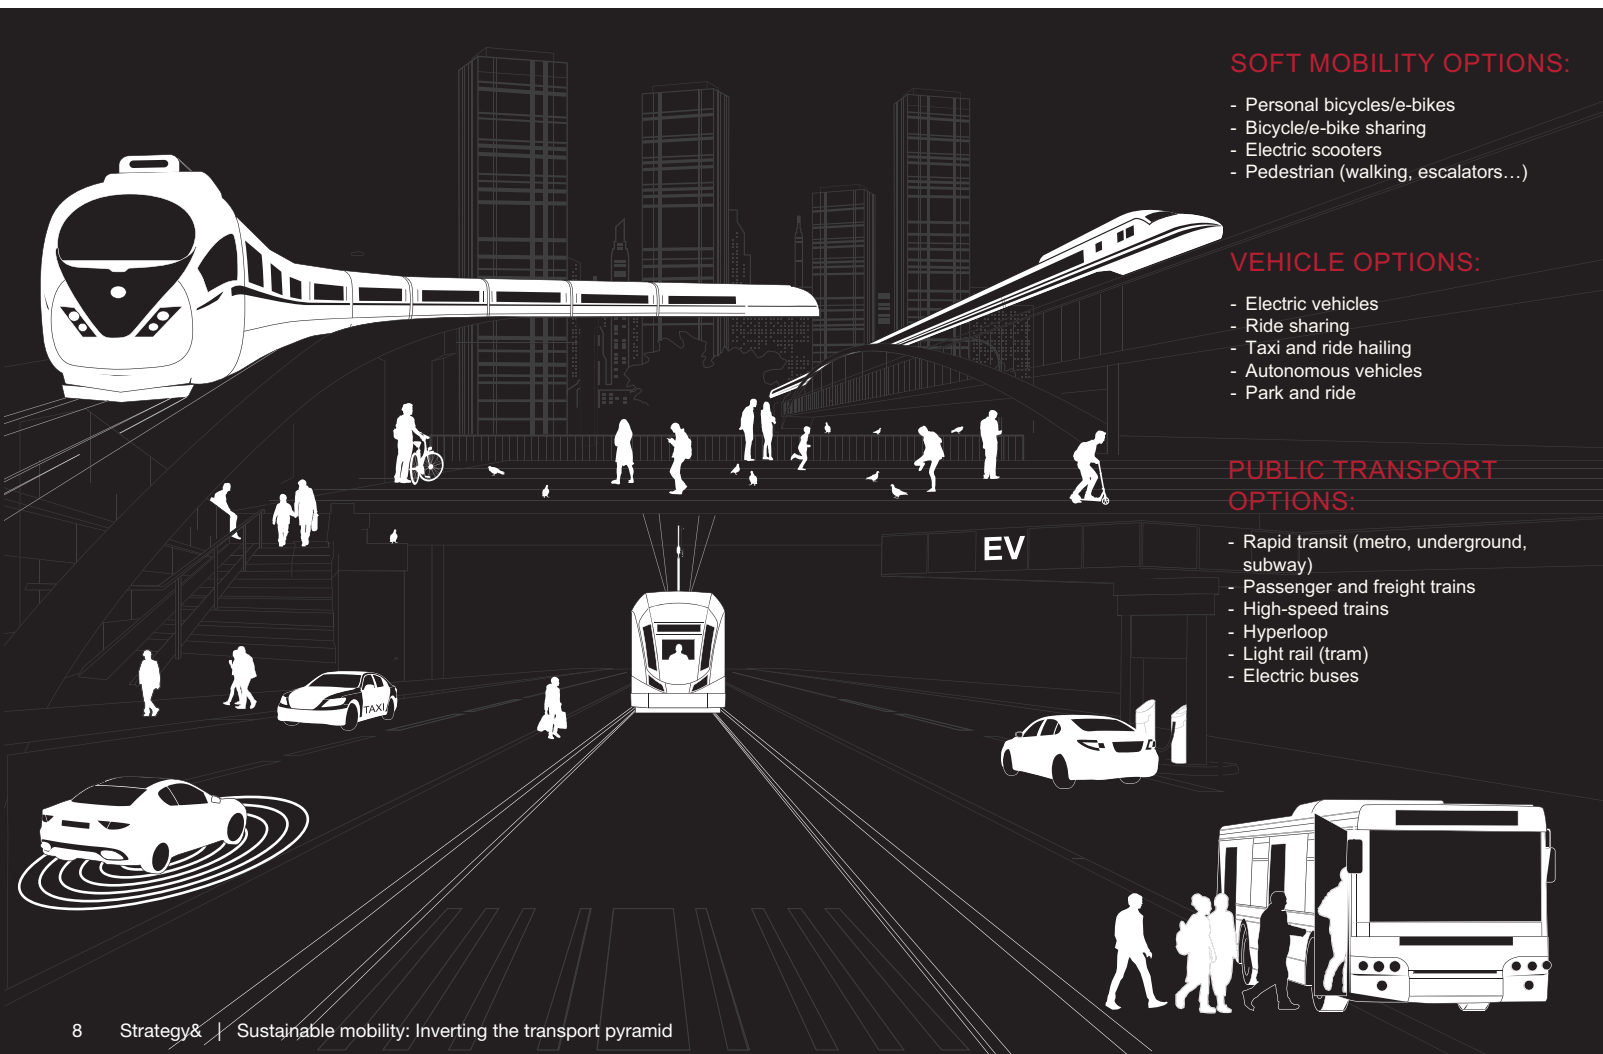 SOFT MOBILITY OPTIONS:
- Personal bicycles/e-bikes
- Bicycle/e-bike sharing
- Electric scooters
- Pedestrian (walking, escalators…)
VEHICLE OPTIONS:
- Electric vehicles
- Ride sharing
- Taxi and ride hailing
- Autonomous vehicles
- Park and ride
PUBLIC TRANSPORT
OPTIONS:
- Rapid transit (metro, underground,
subway)
- Passenger and freight trains
- High-speed trains
- Hyperloop
- Light rail (tram)
- Electric buses
EV
TAXI
8 Strategy& | Sustainable mobility: Inverting the transport pyramid